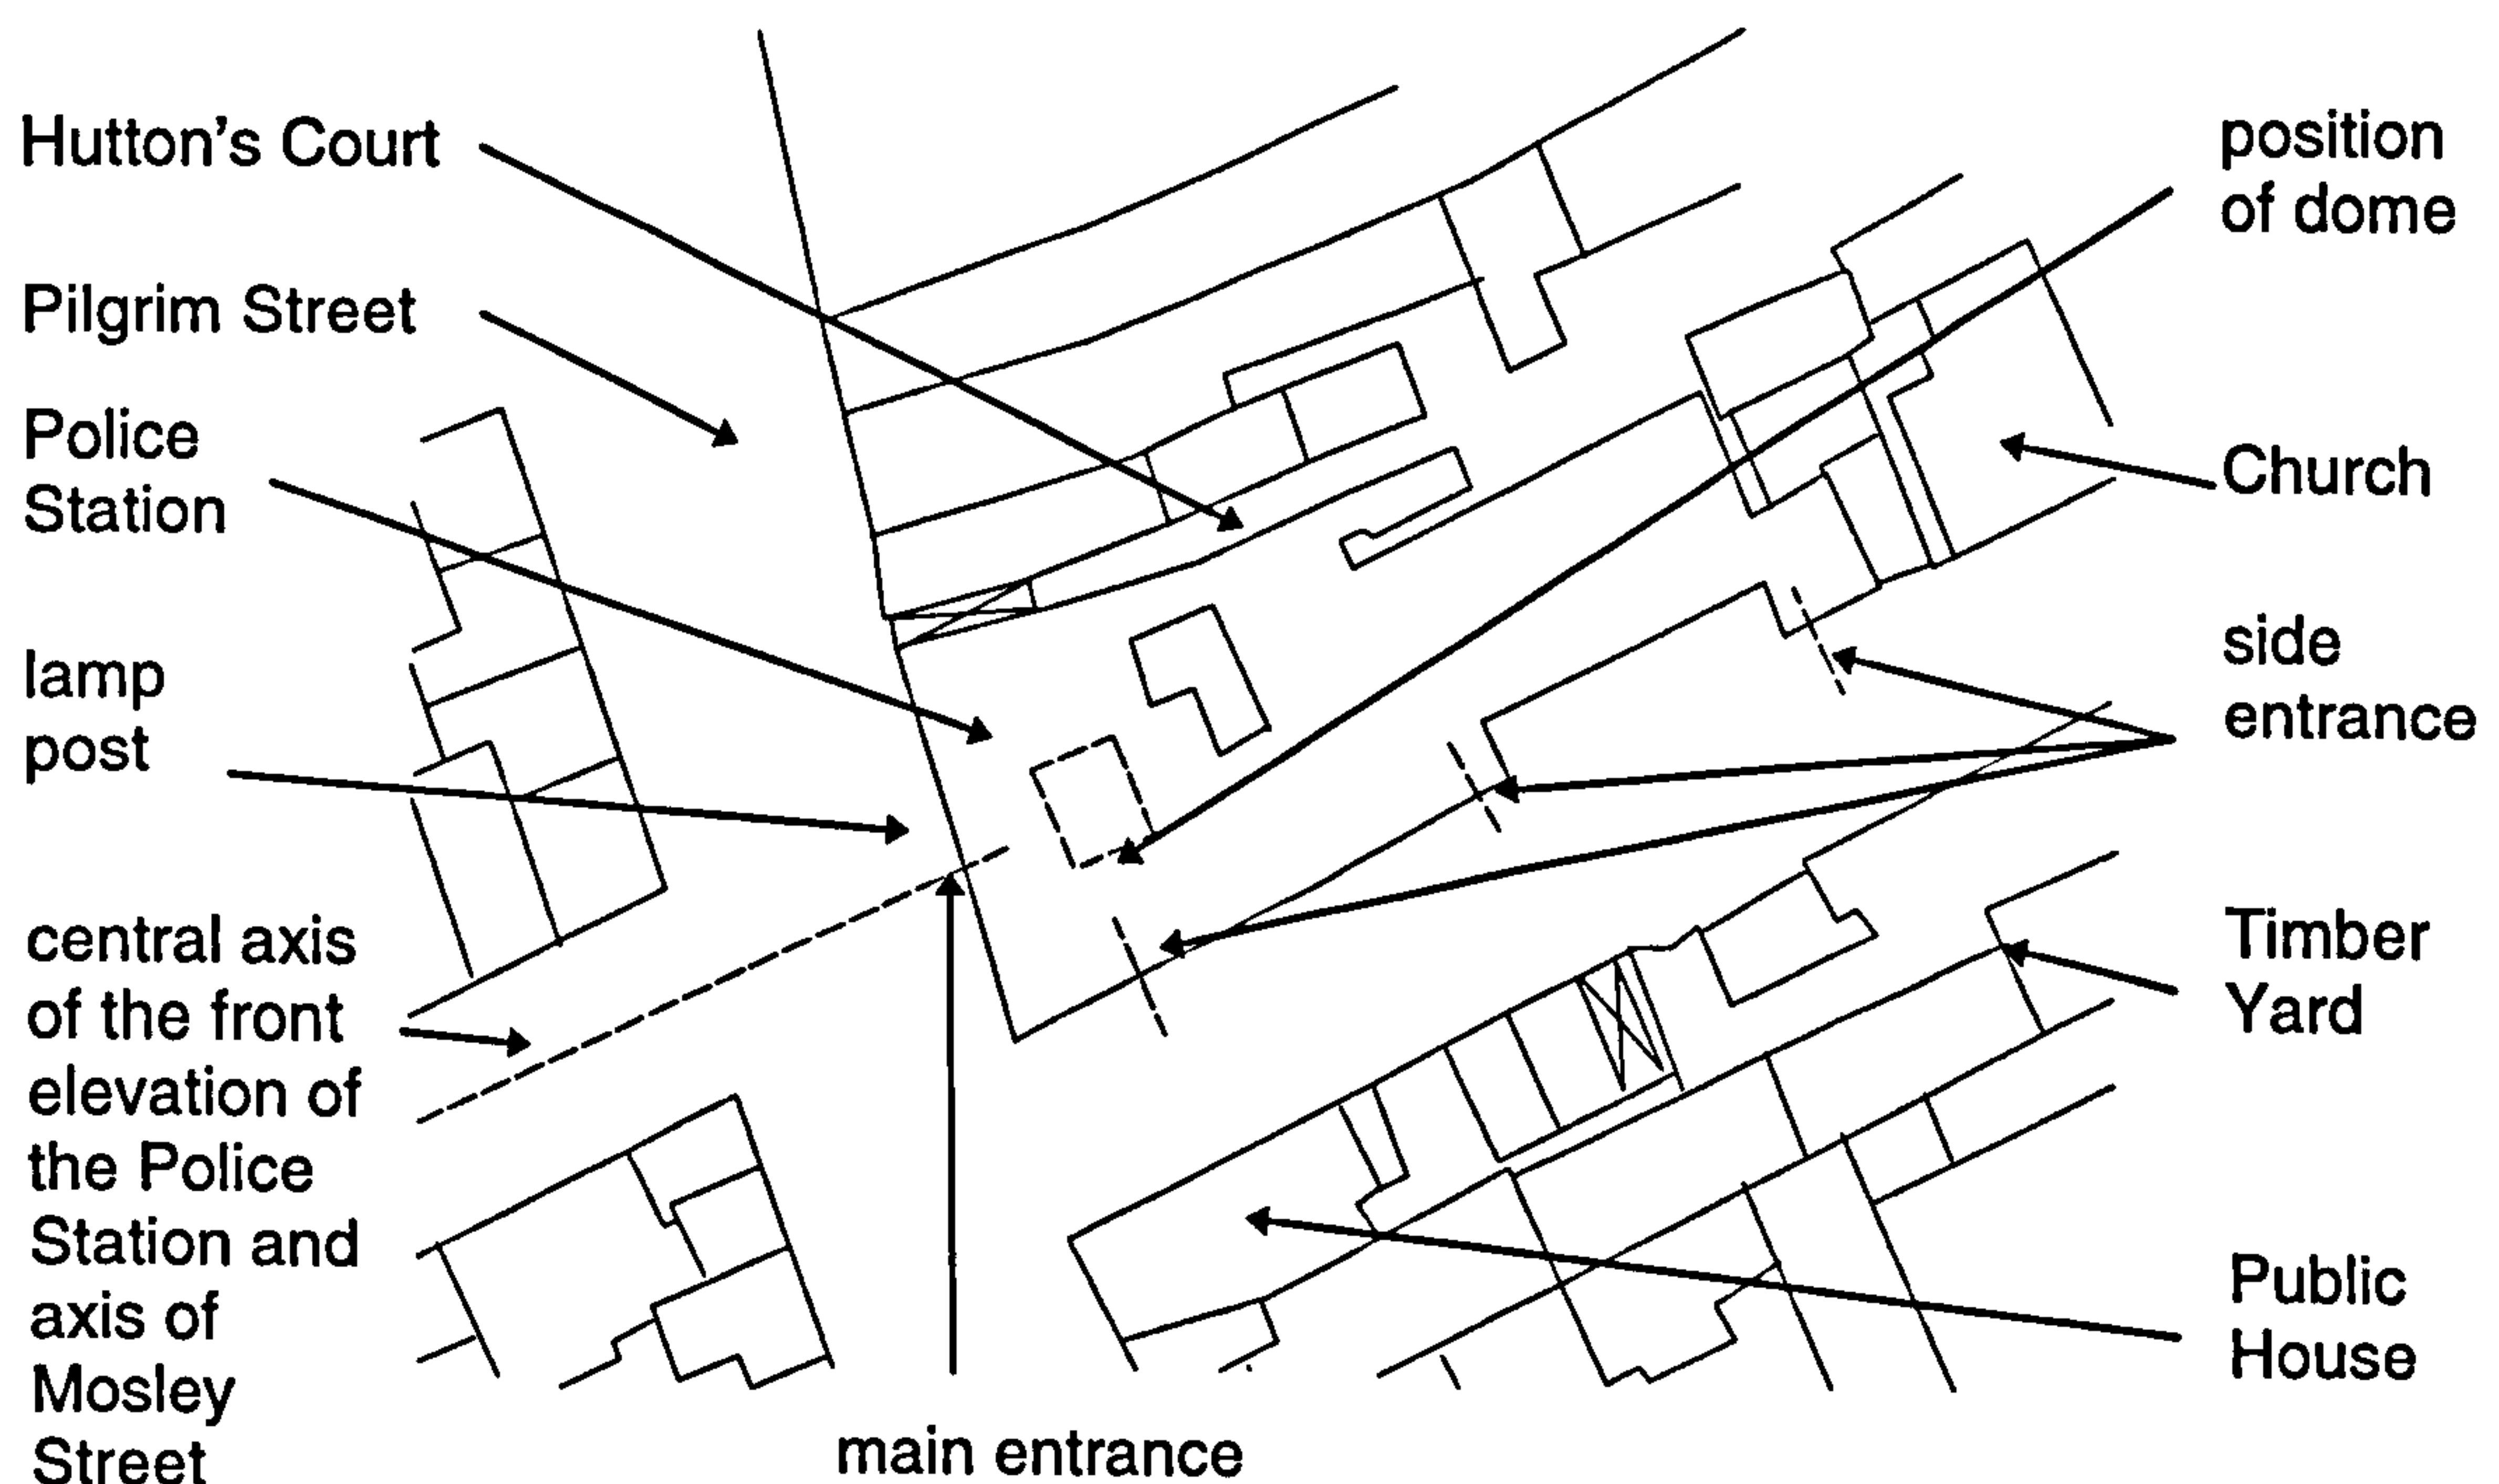 Hutton's Court
Pilgrim Street
Police
Station
lamp
post
central axis
of the front
elevation of
the Police
Station and
axis of
Mosley
Street
main entrance
position
of dome
Church
side
entrance
Timber
Yard
Public
House